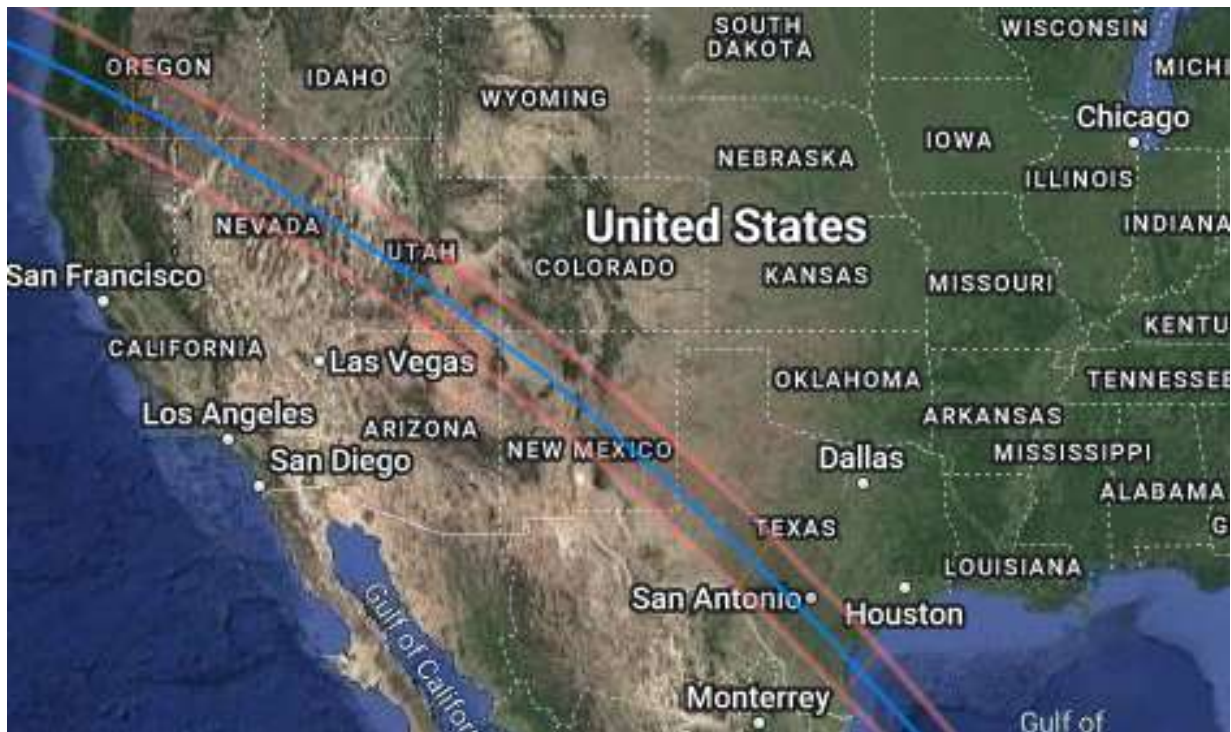 SOUTH
DAKOTA
WISCONSIN
OREGON
IDAHO
MICHI
WYOMING
Chicago
IOWA
NEBRASKA
ILLINOIS
United States
NEVADA
INDIANA
UTAH
San Francisco
COLORADO
KANSAS
MISSOURI
KENTU
CALIFORNIA
Las Vegas
OKLAHOMA
TENNESSEE
Los Angeles
ARIZONA
ARKANSAS
NEW MEXICO
MISSISSIPPI
San Diego
Dallas
ALABAMA
TEXAS
G
LOUISIANA
San Antonio
Houston
Gulf of Californ
Monterrey
Gulf of